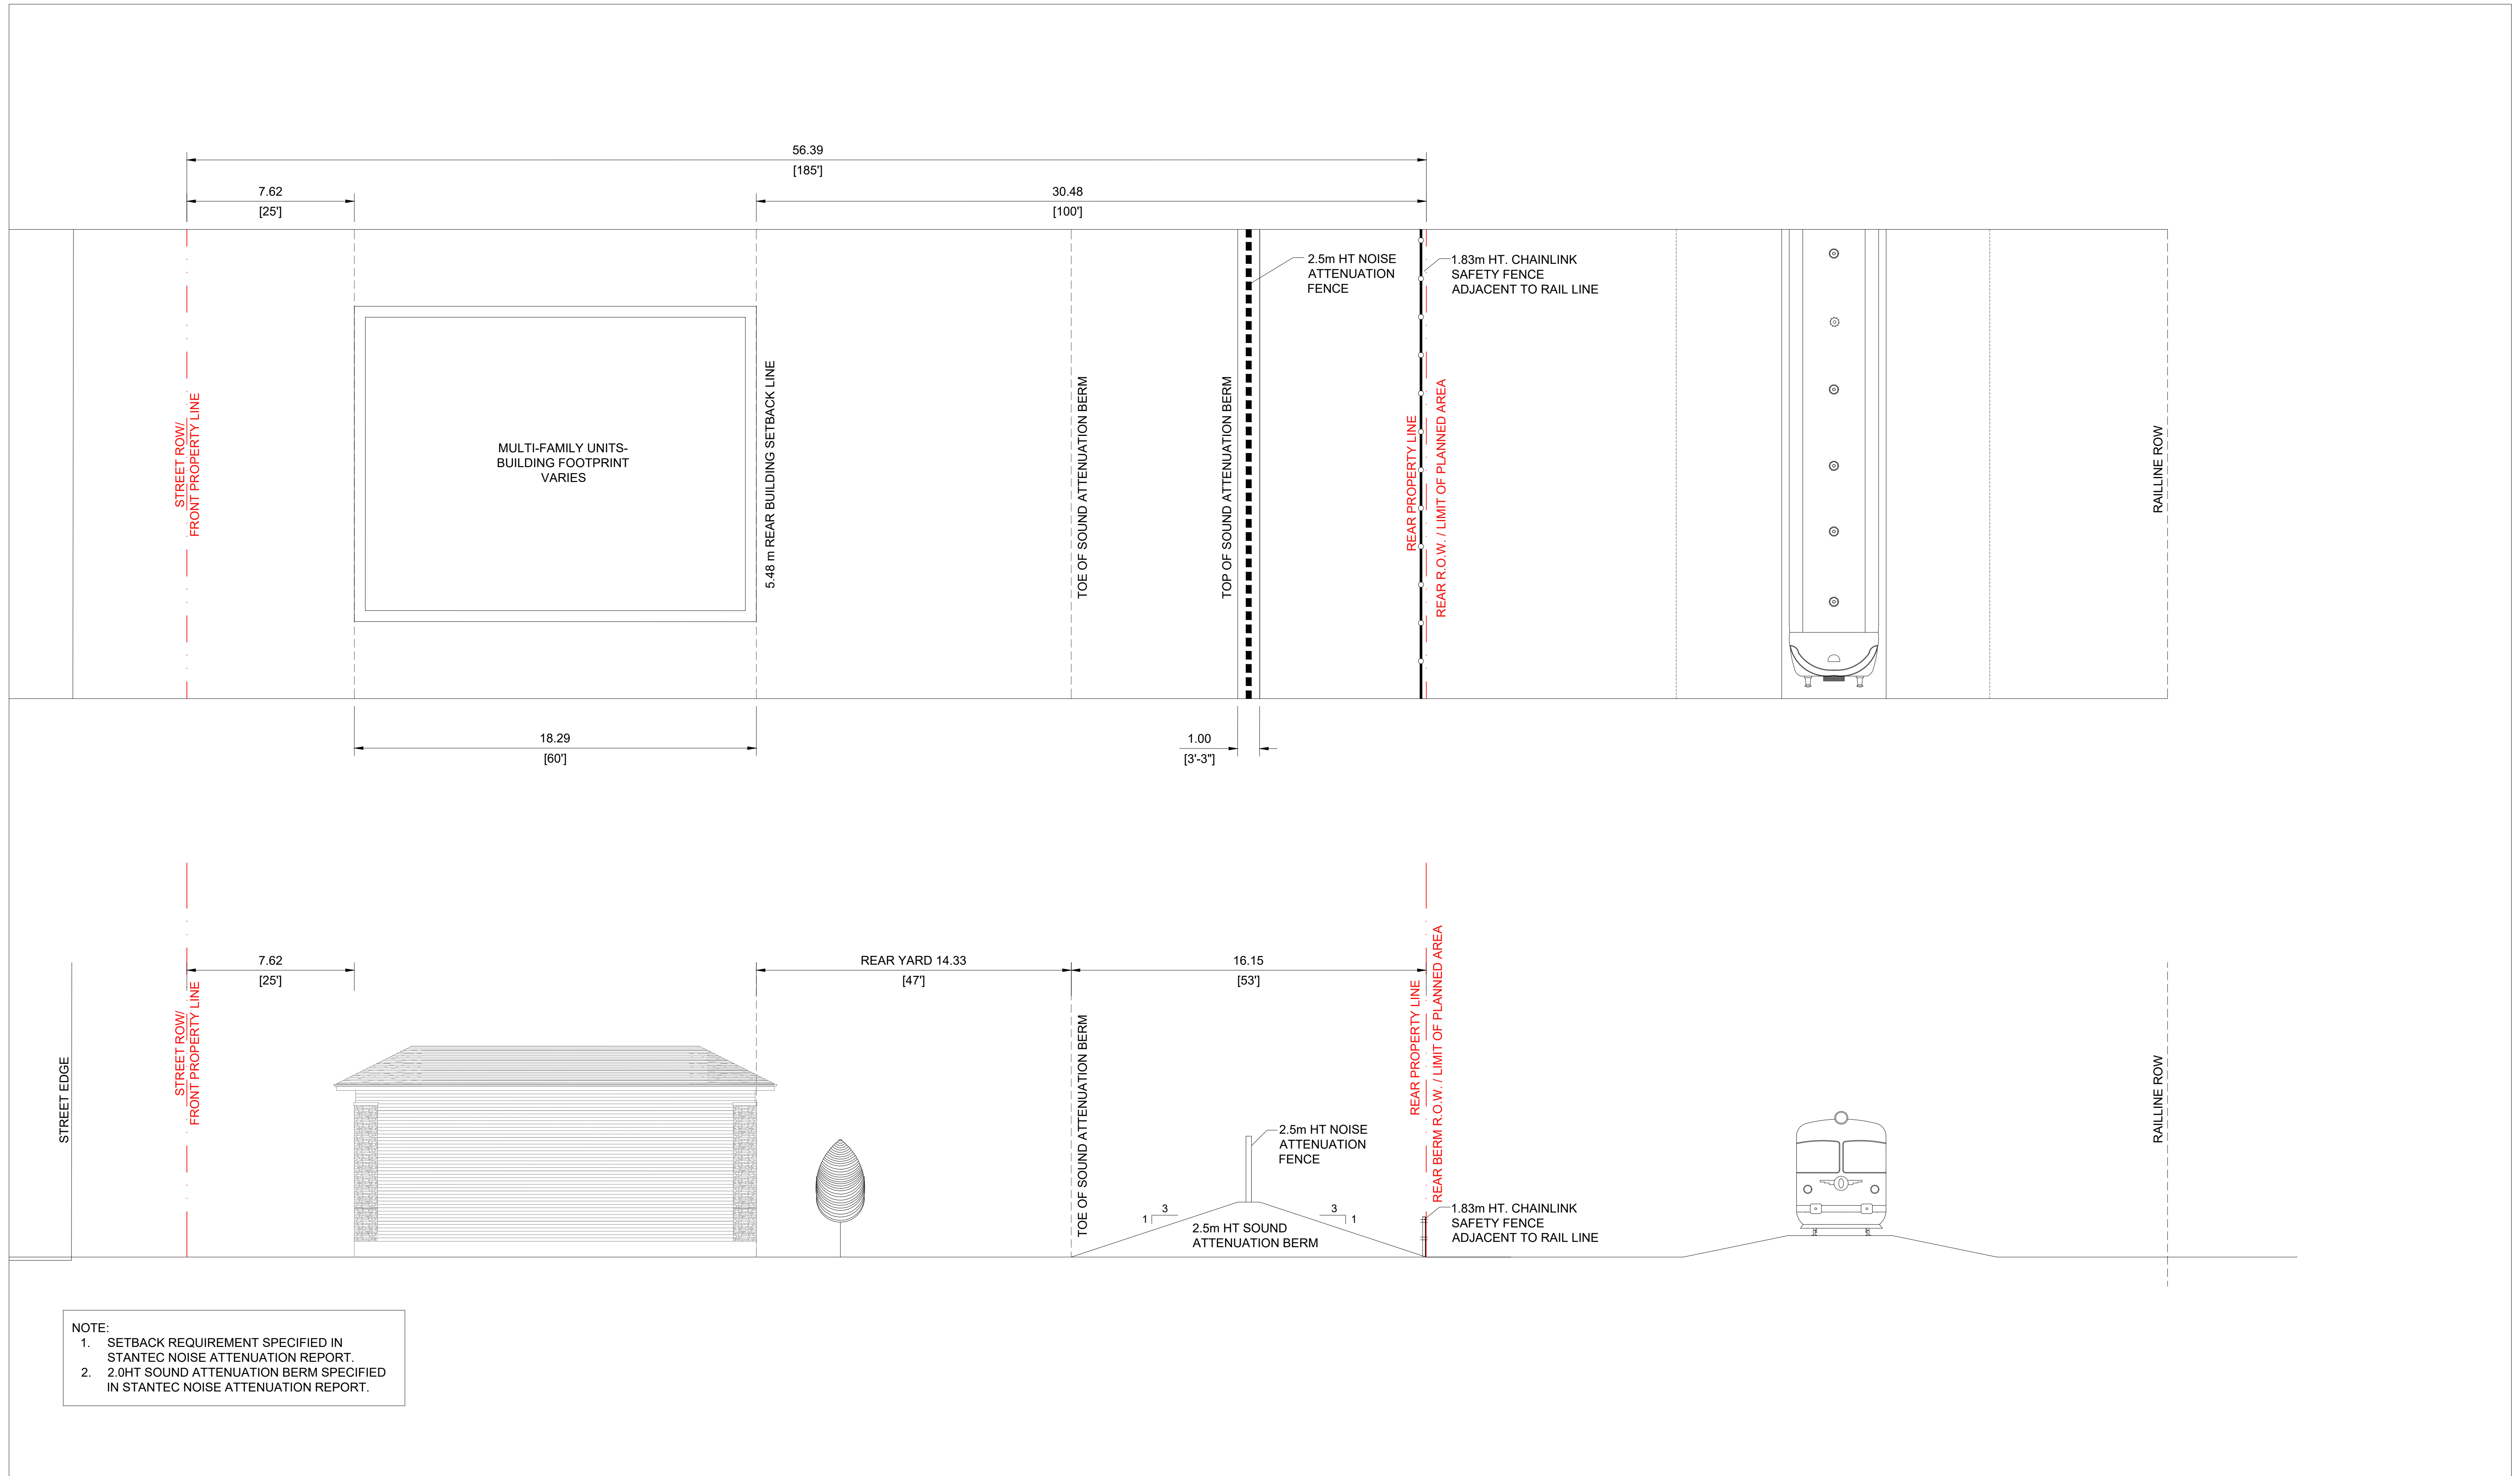 56.39
[185']
7.62
[25']
30.48
[100']
STREET ROW/
FRONT PROPERTY LINE
MULTI-FAMILY UNITS-
BUILDING FOOTPRINT
VARIES
5.48 m REAR BUILDING SETBACK LINE
TOE OF SOUND ATTENUATION BERM
TOP OF SOUND ATTENUATION BERM
2.5m HT NOISE
ATTENUATION
FENCE
REAR PROPERTY LINE
REAR R.O.W. / LIMIT OF PLANNED AREA
1.83m HT. CHAINLINK
SAFETY FENCE
ADJACENT TO RAIL LINE
RAILLINE ROW
18.29
[60']
1.00
[3'-3"]
STREET EDGE
STREET ROW/
FRONT PROPERTY LINE
7.62
[25']
REAR YARD 14.33
[47']
16.15
[53']
TOE OF SOUND ATTENUATION BERM
3
1
2.5m HT SOUND
ATTENUATION BERM
2.5m HT NOISE
ATTENUATION
FENCE
3
1
REAR PROPERTY LINE
REAR BERM R.O.W. / LIMIT OF PLANNED AREA
1.83m HT. CHAINLINK
SAFETY FENCE
ADJACENT TO RAIL LINE
RAILLINE ROW
NOTE:
1. SETBACK REQUIREMENT SPECIFIED IN
STANTEC NOISE ATTENUATION REPORT.
2. 2.0HT SOUND ATTENUATION BERM SPECIFIED
IN STANTEC NOISE ATTENUATION REPORT.